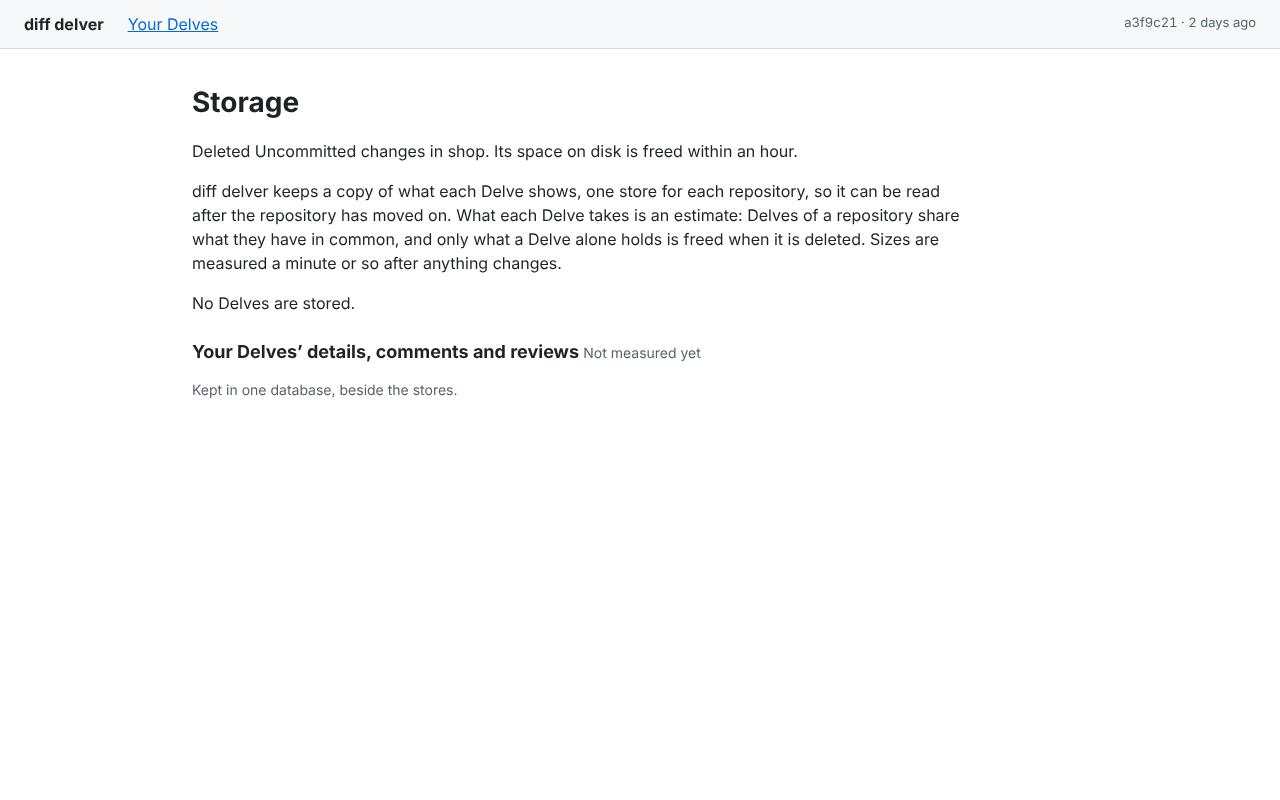 diff delver
Your Delves
a3f9c21 · 2 days ago
Storage
Deleted Uncommitted changes in shop. Its space on disk is freed within an hour.
diff delver keeps a copy of what each Delve shows, one store for each repository, so it can be read
after the repository has moved on. What each Delve takes is an estimate: Delves of a repository share
what they have in common, and only what a Delve alone holds is freed when it is deleted. Sizes are
measured a minute or so after anything changes.
No Delves are stored.
Your Delves’ details, comments and reviews Not measured yet
Kept in one database, beside the stores.